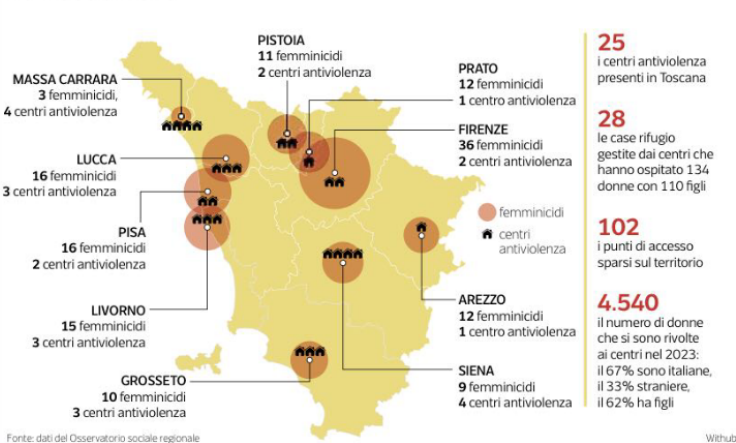 PISTOIA
11 femminicidi
2 centri antiviolenza
MASSA CARRARA
3 femminicidi,
4 centri antiviolenza
PRATO
12 femminicidi
1 centro antiviolenza
FIRENZE
36 femminicidi
2 centri antiviolenza
LUCCA
16 femminicidi
3 centri antiviolenza
PISA
16 femminicidi
2 centri antiviolenza
femminicidi
centri
antiviolenza
LIVORNO
15 femminicidi
3 centri antiviolenza
AREZZO
12 femminicidi
1 centro antiviolenza
GROSSETO
10 femminicidi
3 centri antiviolenza
SIENA
9 femminicidi
4 centri antiviolenza
25
i centri antiviolenza
presenti in Toscana
28
le case rifugio
gestite dai centri che
hanno ospitato 134
donne con 110 figli
102
i punti di accesso
sparsi sul territorio
4.540
il numero di donne
che si sono rivolte
ai centri nel 2023:
il 67% sono italiane,
il 33% straniere,
il 62% ha figli
Fonte: dati del Osservatorio sociale regionale
Withub